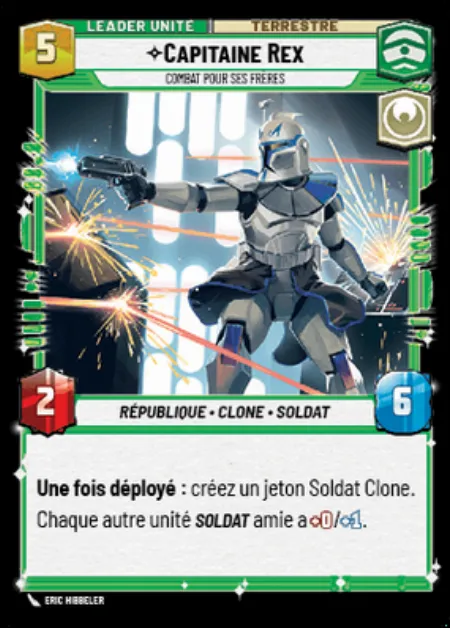 LEADER UNITÉ
TERRESTRE
5
CAPITAINE REX
COMBAT POUR SES FRÈRES
2
RÉPUBLIQUE • CLONE • SOLDAT
6
Une fois déployé : créez un jeton Soldat Clone.
Chaque autre unité SOLDAT amie a +0/+1.
ERIC HIBBELER